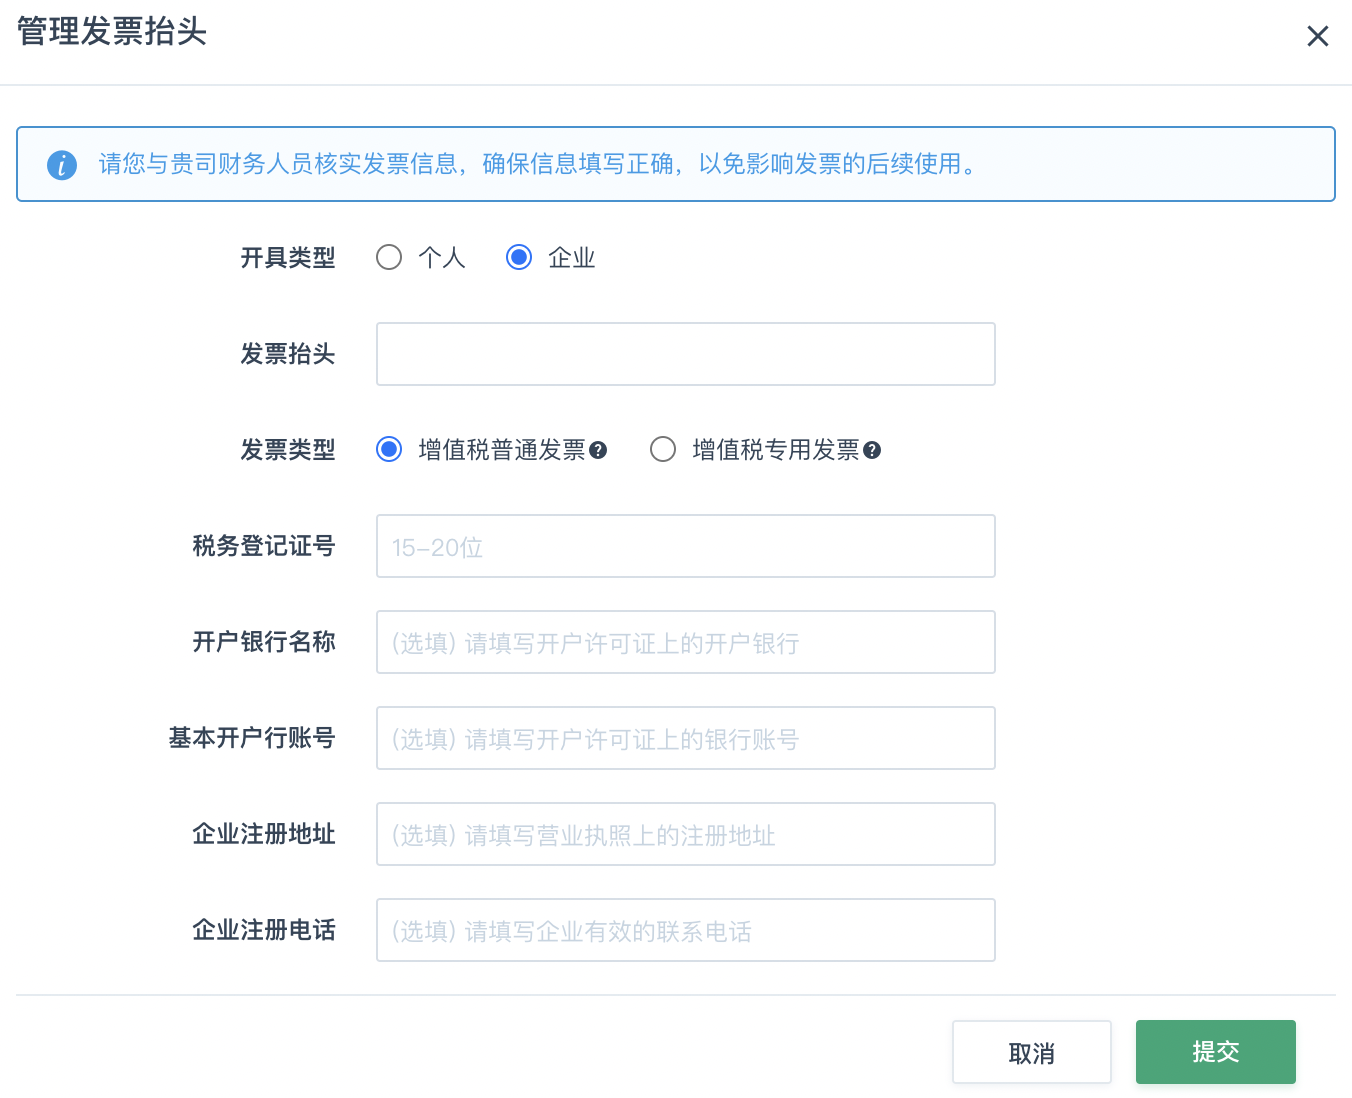 管理发票抬头
请您与贵司财务人员核实发票信息，确保信息填写正确，以免影响发票的后续使用。
开具类型 个人 企业
发票抬头
发票类型 增值税普通发票 增值税专用发票
税务登记证号 15-20位
开户银行名称 (选填) 请填写开户许可证上的开户银行
基本开户行账号 (选填) 请填写开户许可证上的银行账号
企业注册地址 (选填) 请填写营业执照上的注册地址
企业注册电话 (选填) 请填写企业有效的联系电话
取消 提交